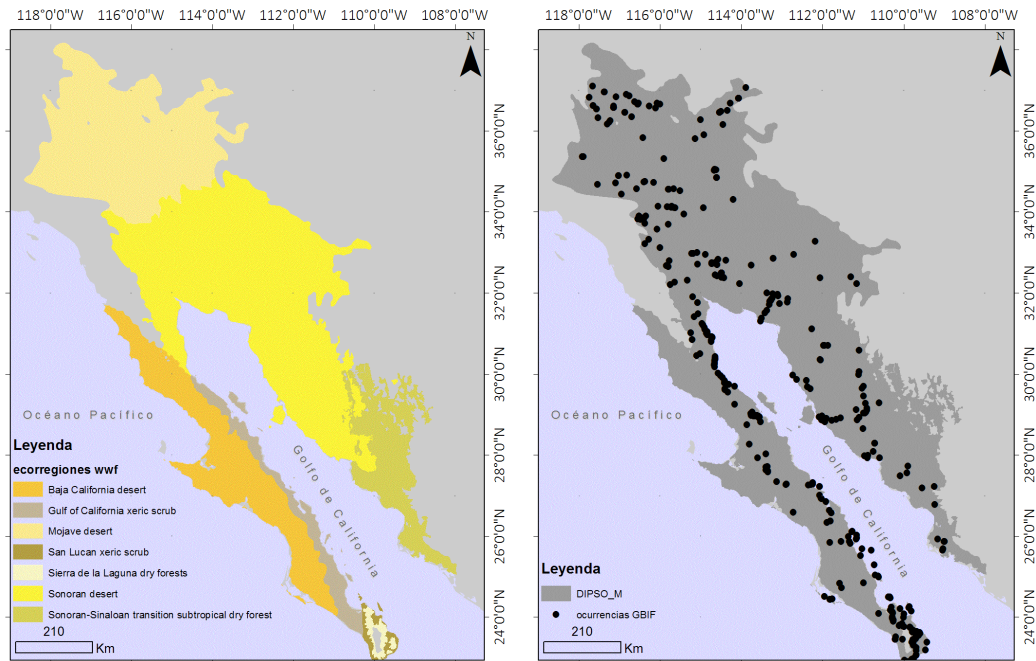 118°0'0"W 116°0'0"W 114°0'0"W 112°0'0"W 110°0'0"W 108°0'0"W
N
36°0'0"N
34°0'0"N
32°0'0"N
30°0'0"N
28°0'0"N
26°0'0"N
24°0'0"N
Océano Pacífico
Golfo de California
Leyenda
ecorregiones wwf
Baja California desert
Gulf of California xeric scrub
Mojave desert
San Lucan xeric scrub
Sierra de la Laguna dry forests
Sonoran desert
Sonoran-Sinaloan transition subtropical dry forest
210
Km
118°0'0"W 116°0'0"W 114°0'0"W 112°0'0"W 110°0'0"W 108°0'0"W
N
36°0'0"N
34°0'0"N
32°0'0"N
30°0'0"N
28°0'0"N
26°0'0"N
24°0'0"N
Océano Pacífico
Golfo de California
Leyenda
DIPSO_M
ocurrencias GBIF
210
Km